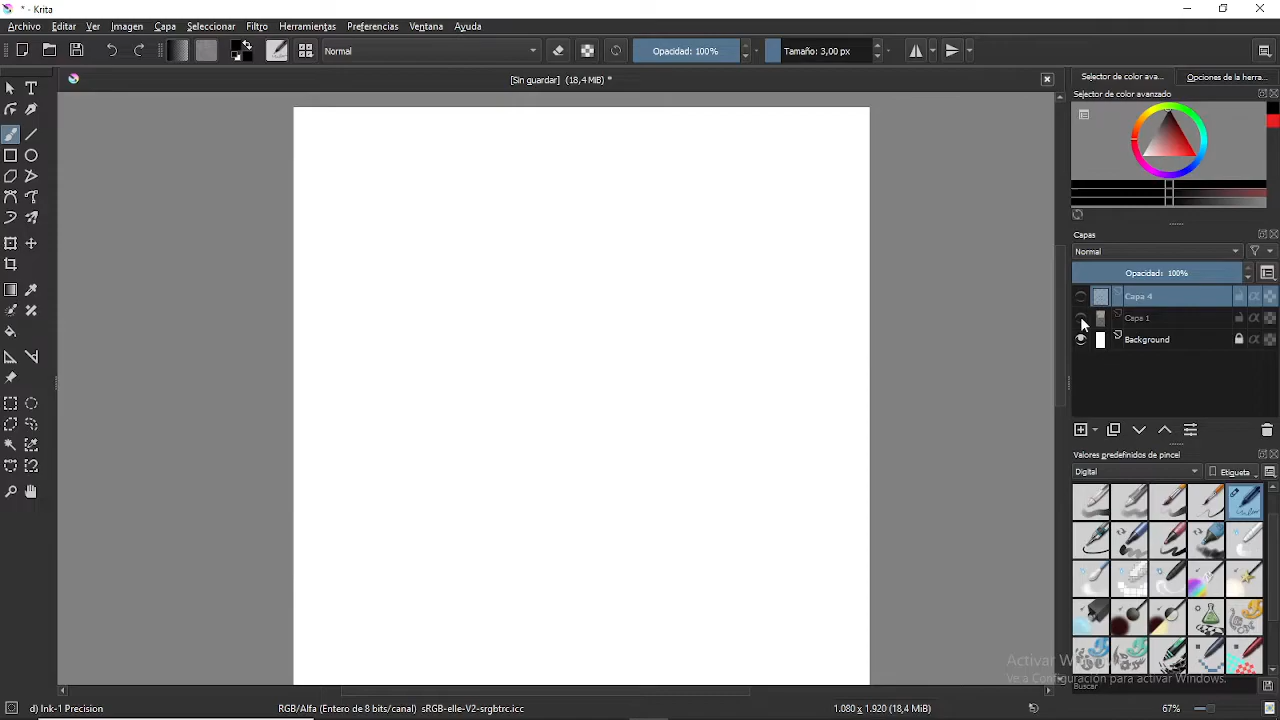 * - Krita
Archivo Editar Ver Imagen Capa Seleccionar Filtro Herramientas Preferencias Ventana Ayuda
Normal Opacidad: 100% Tamaño: 3,00 px
[Sin guardar] (18,4 MiB) *
Selector de color ava... Opciones de la herra...
Selector de color avanzado
Capas
Normal
Opacidad: 100%
Capa 4
Capa 1
Background
Valores predefinidos de pincel
Digital Etiqueta
Activar
Ve a Configuración para activar Windows.
Buscar
d) Ink-1 Precision RGB/Alfa (Entero de 8 bits/canal) sRGB-elle-V2-srgbtrc.icc 1.080 x 1.920 (18,4 MiB) 67%